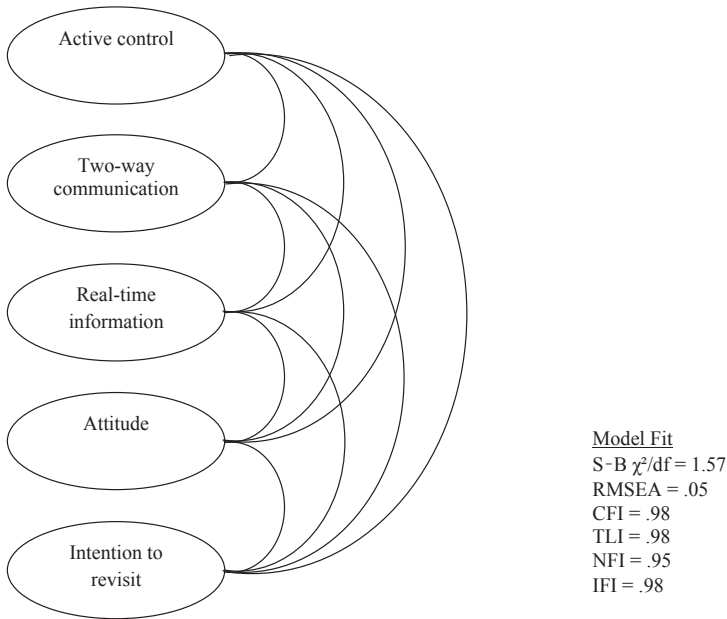 Active control
Two-way
communication
Real-time
information
Attitude
Intention to
revisit
Model Fit
S-B χ²/df = 1.57
RMSEA = .05
CFI = .98
TLI = .98
NFI = .95
IFI = .98